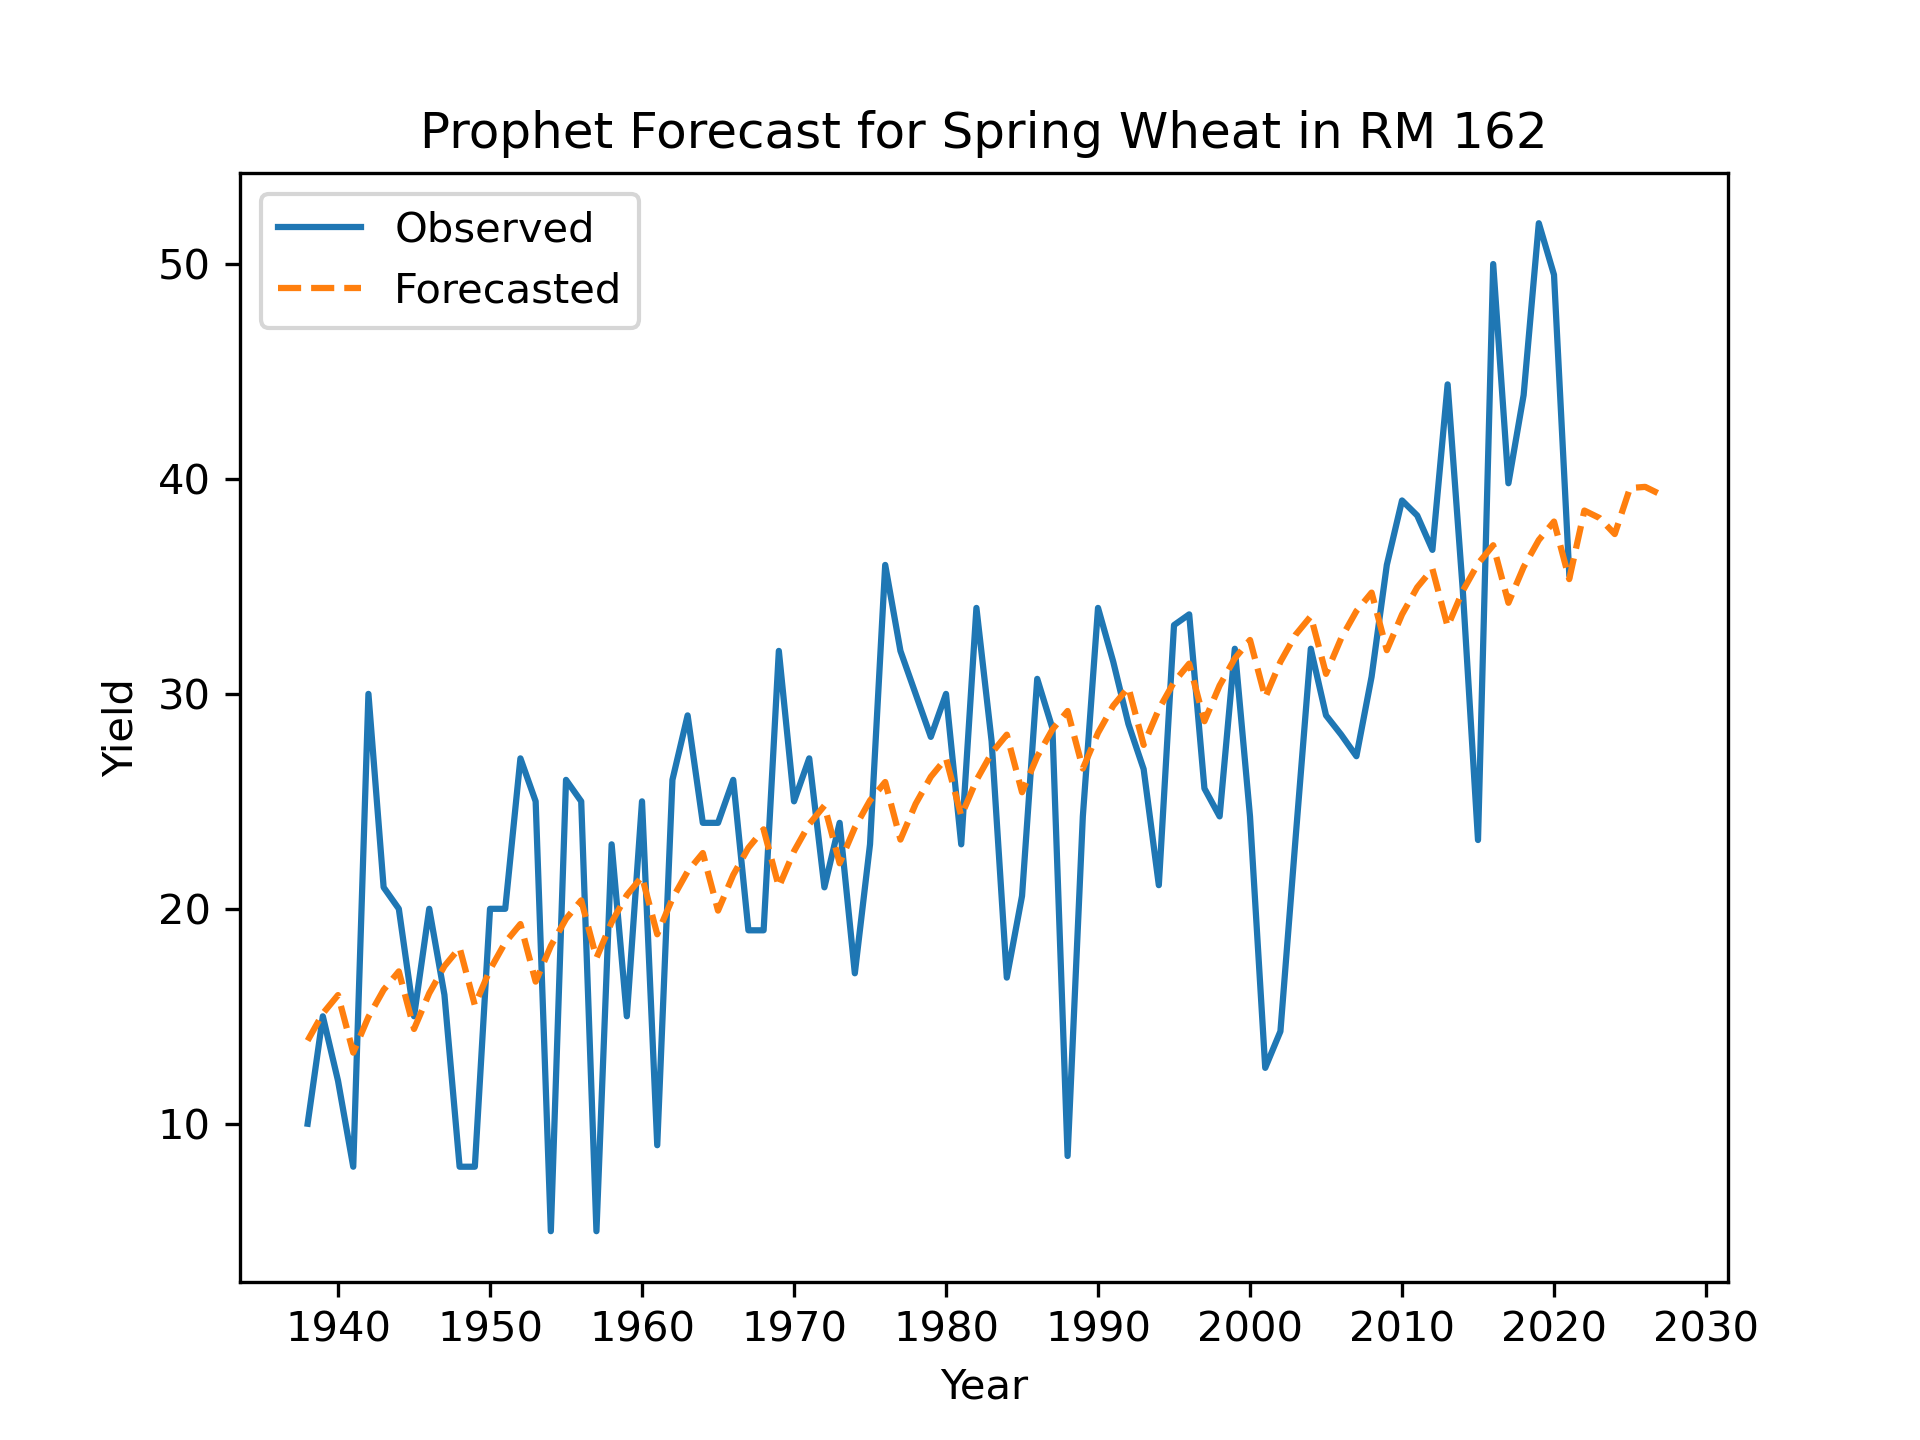 Prophet Forecast for Spring Wheat in RM 162
Observed
Forecasted
50
40
30
20
10
Yield
1940 1950 1960 1970 1980 1990 2000 2010 2020 2030
Year